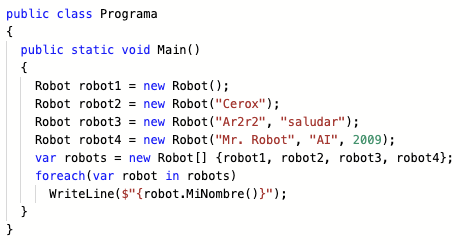 public class Programa
{
public static void Main()
{
Robot robot1 = new Robot();
Robot robot2 = new Robot("Cerox");
Robot robot3 = new Robot("Ar2r2", "saludar");
Robot robot4 = new Robot("Mr. Robot", "AI", 2009);
var robots = new Robot[] {robot1, robot2, robot3, robot4};
foreach(var robot in robots)
WriteLine($"{robot.MiNombre()}");
}
}